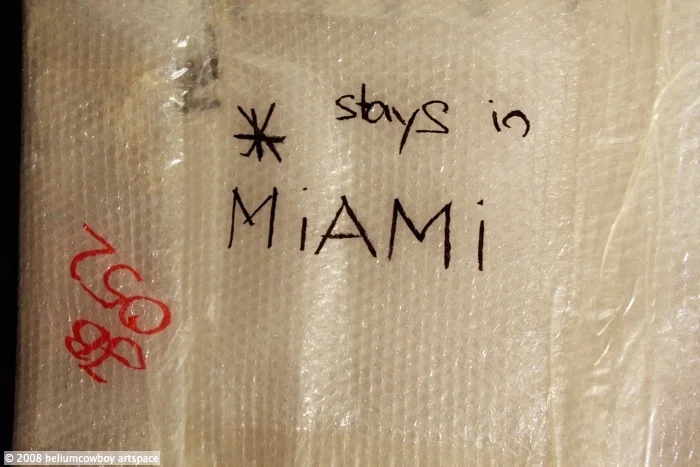 * stays in
MiAMi
© 2008 heliumcowboy artspace